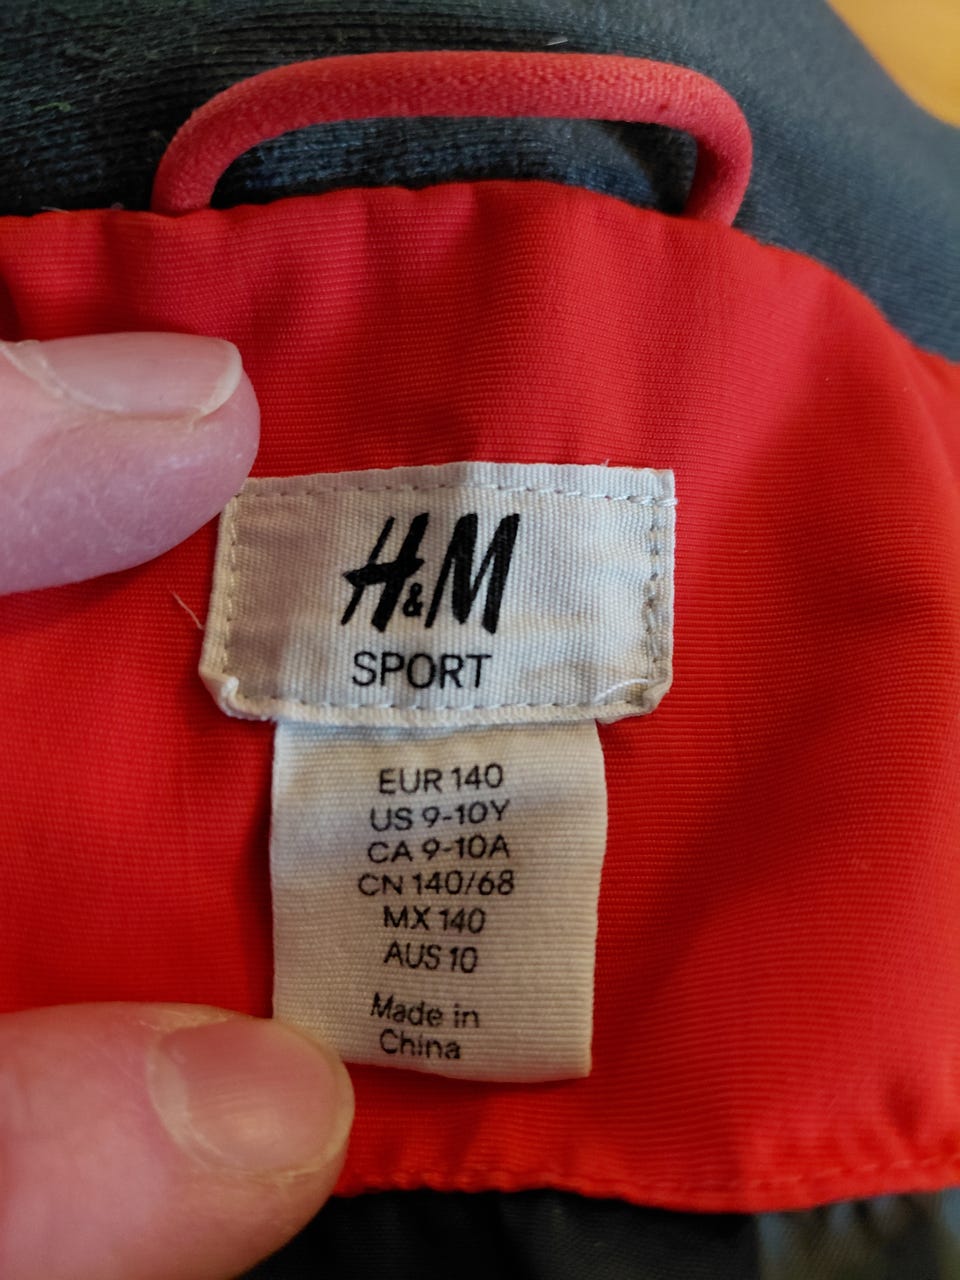 H&M
SPORT
EUR 140
US 9-10Y
CA 9-10A
CN 140/68
MX 140
AUS 10
Made in
China